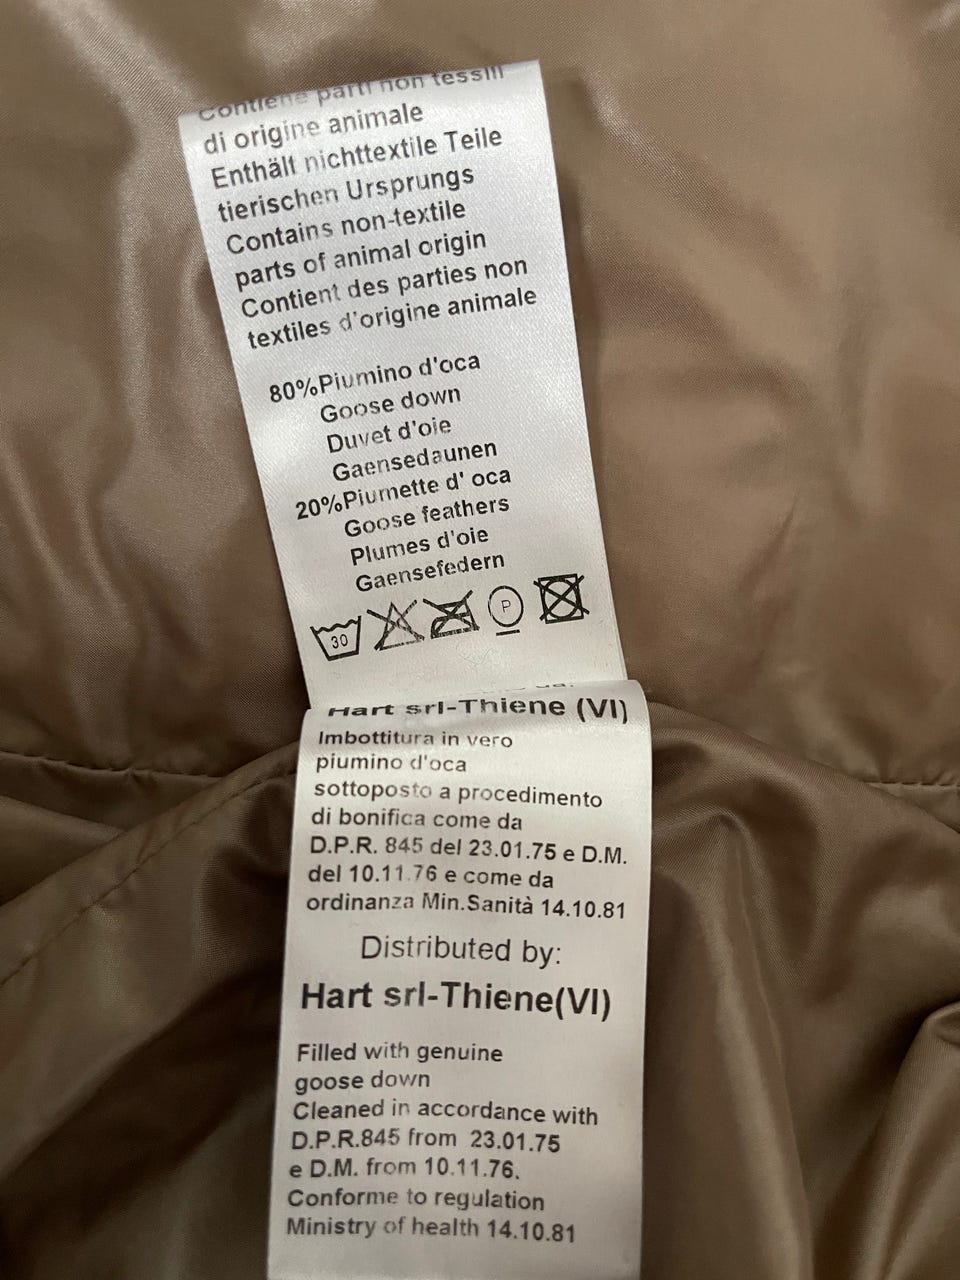 Contiene parti non tessili
di origine animale
Enthält nichttextile Teile
tierischen Ursprungs
Contains non-textile
parts of animal origin
Contient des parties non
textiles d'origine animale
80%Piumino d'oca
Goose down
Duvet d'oie
Gaensedaunen
20%Piumette d' oca
Goose feathers
Plumes d'oie
Gaensefedern
30 P
Hart srl-Thiene (VI)
Imbottitura in vero
piumino d'oca
sottoposto a procedimento
di bonifica come da
D.P.R. 845 del 23.01.75 e D.M.
del 10.11.76 e come da
ordinanza Min.Sanità 14.10.81
Distributed by:
Hart srl-Thiene(VI)
Filled with genuine
goose down
Cleaned in accordance with
D.P.R.845 from 23.01.75
e D.M. from 10.11.76.
Conforme to regulation
Ministry of health 14.10.81